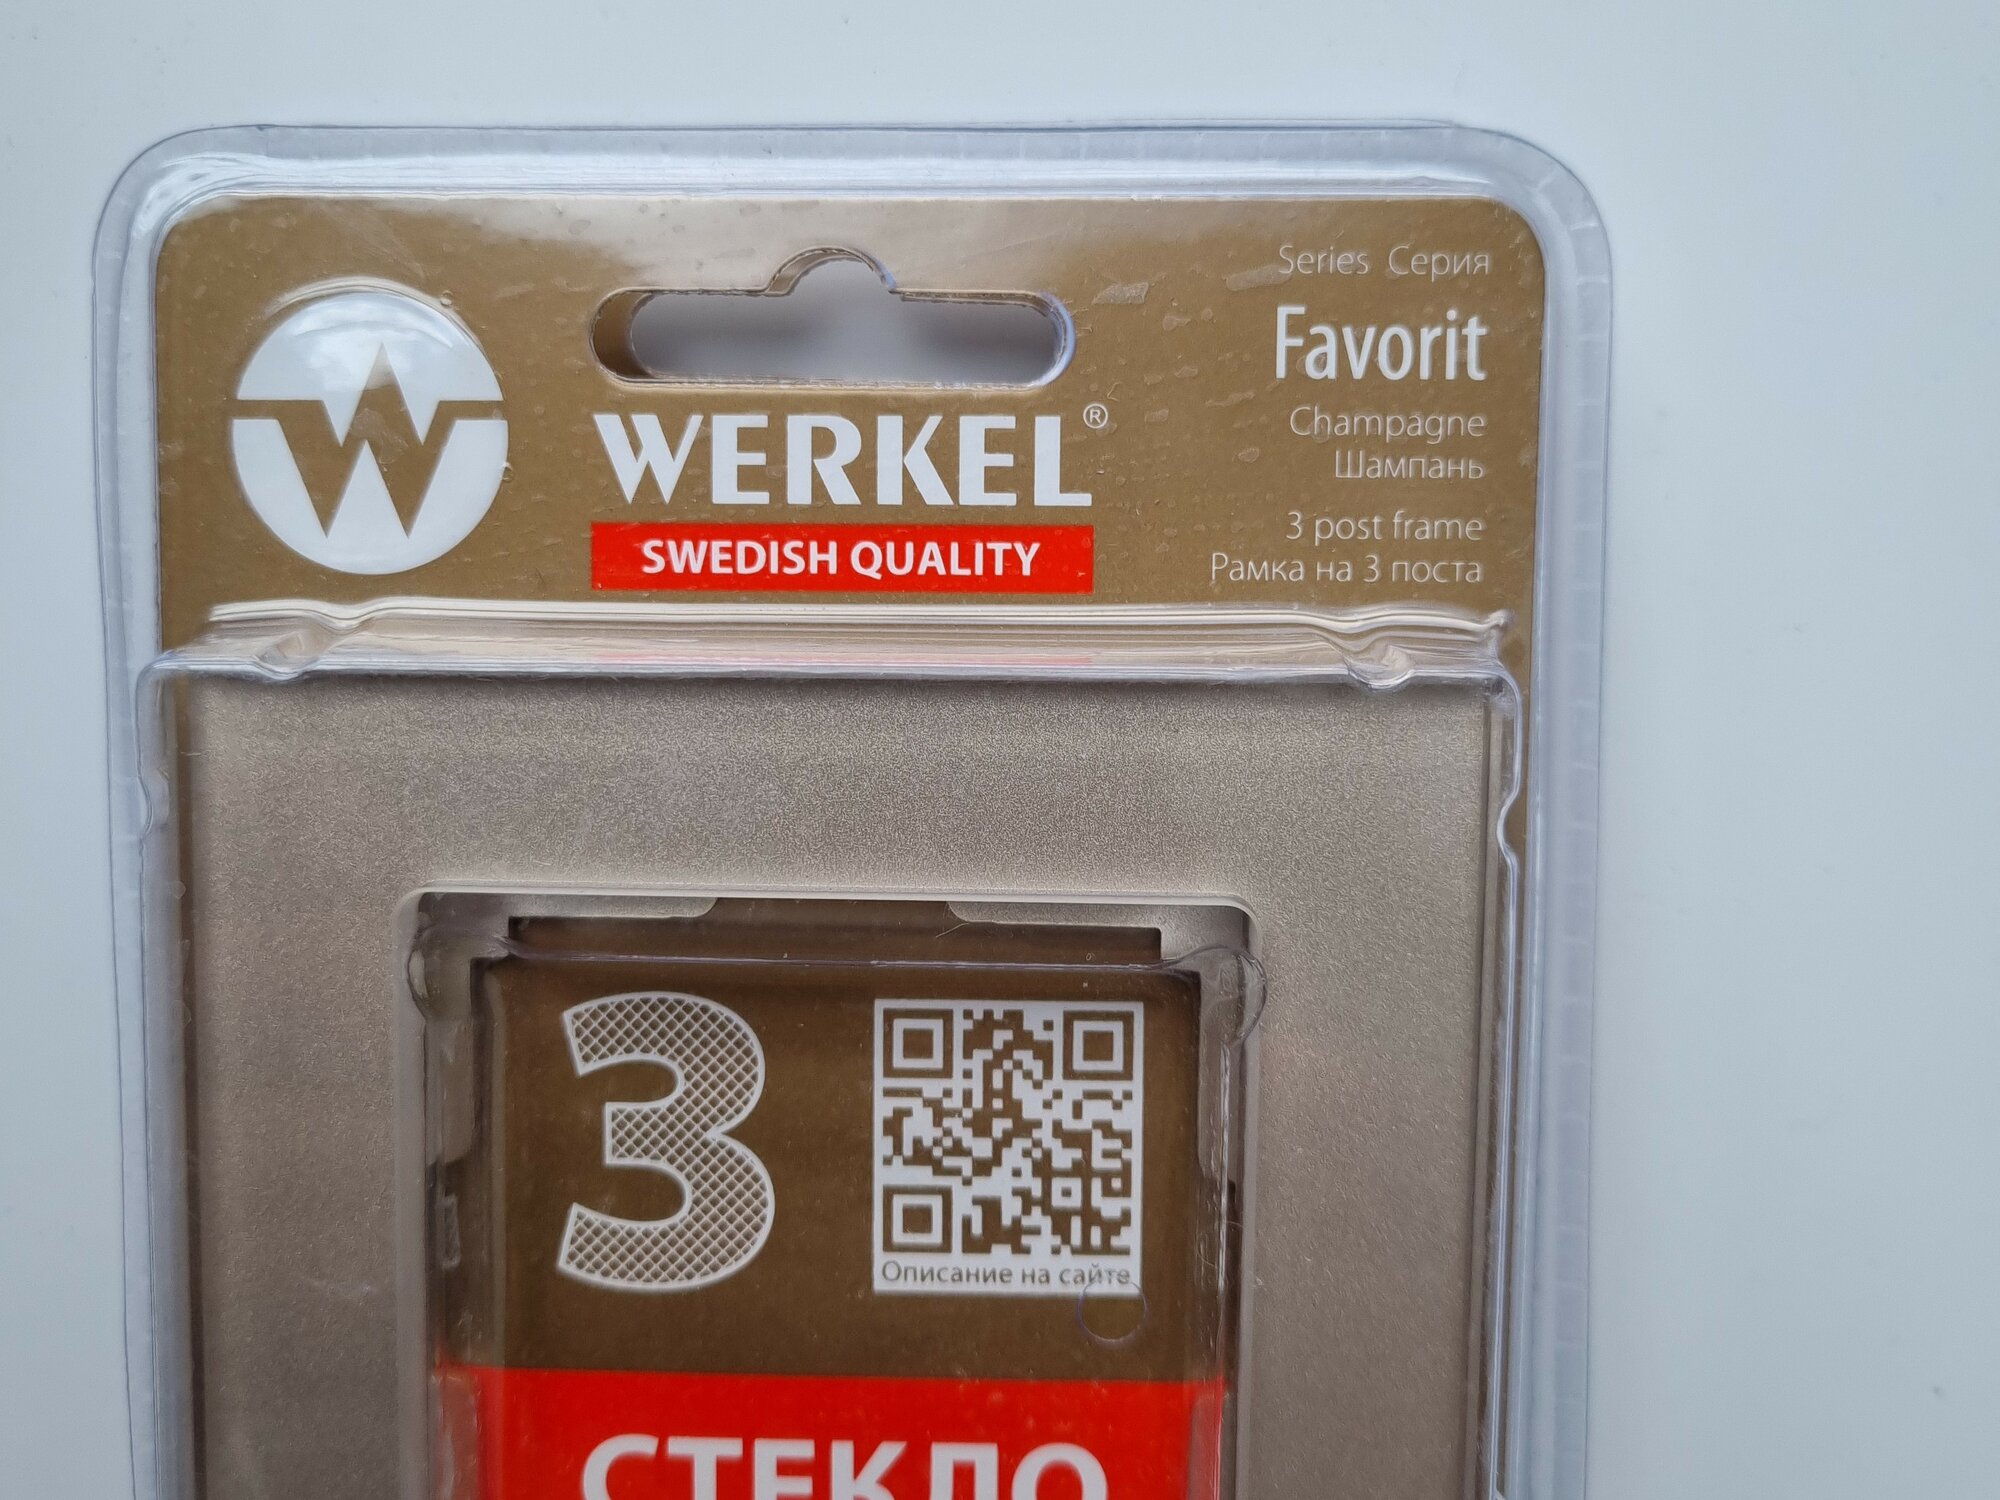 Series Серия
Favorit
Champagne
Шампань
3 post frame
Рамка на 3 поста
W
WERKEL®
SWEDISH QUALITY
3
Описание на сайте
СТЕКЛО